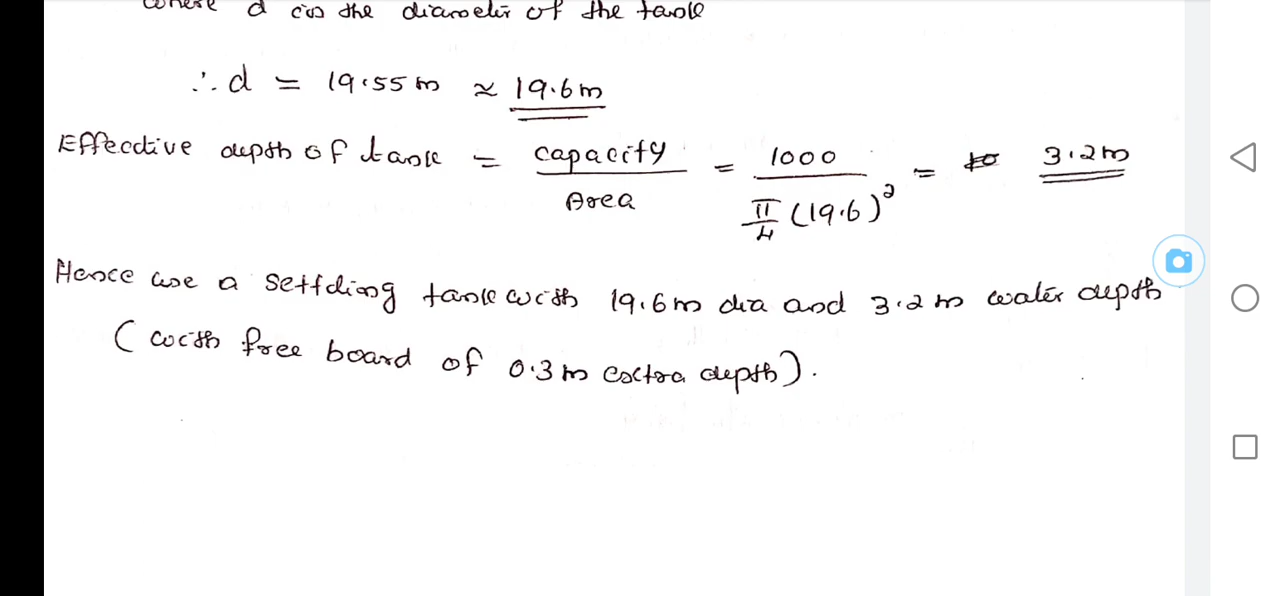 where d is the diameter of the tank
∴ d = 19.55 m ≈ 19.6 m
Effective depth of tank = capacity / Area = 1000 / π/4 (19.6)² = 3.2 m
Hence use a settling tank with 19.6 m dia and 3.2 m water depth
(with free board of 0.3 m extra depth).